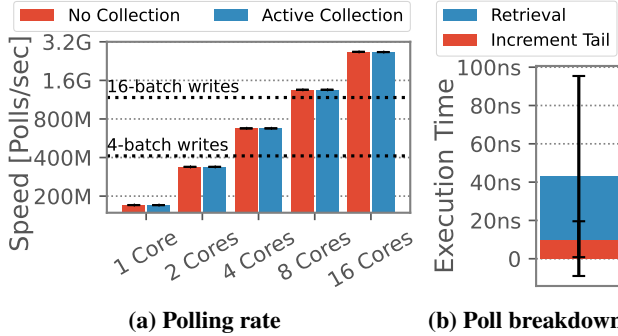 No Collection
Active Collection
Speed [Polls/sec]
3.2G
1.6G
800M
400M
200M
16-batch writes
4-batch writes
1 Core
2 Cores
4 Cores
8 Cores
16 Cores
(a) Polling rate
Retrieval
Increment Tail
Execution Time
100ns
80ns
60ns
40ns
20ns
0
(b) Poll breakdown